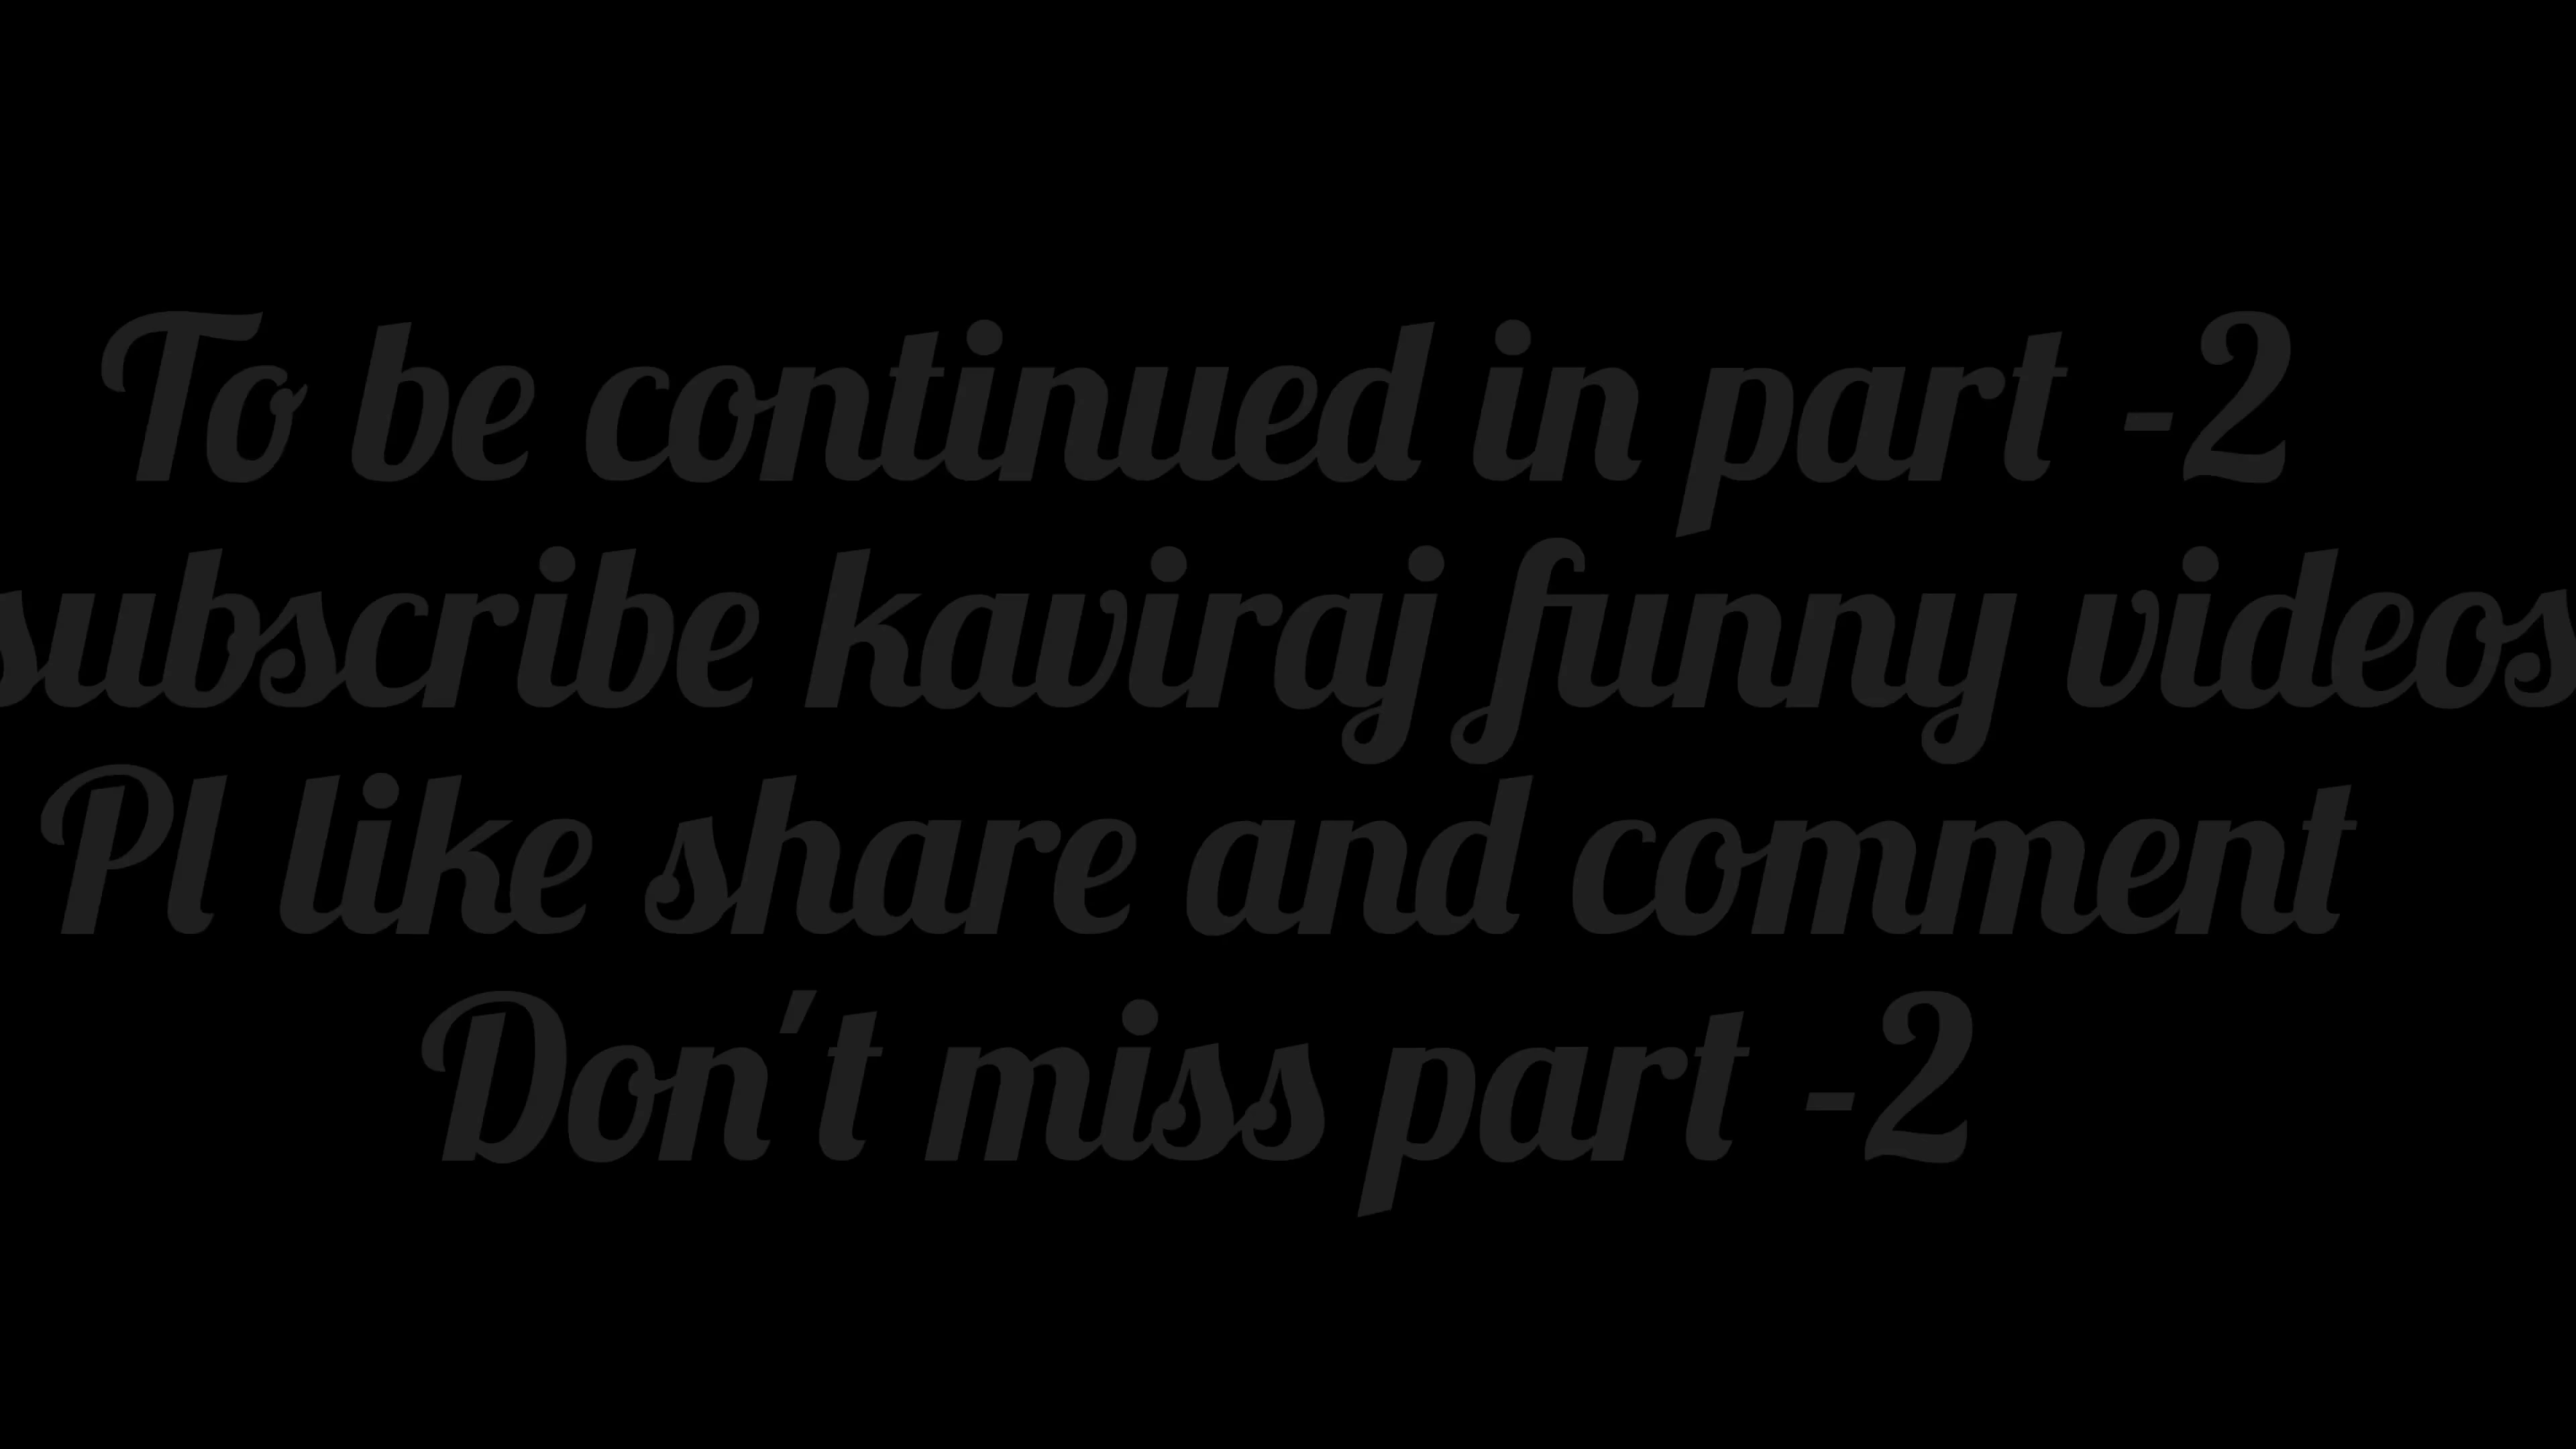 To be continued in part -2
subscribe kaviraj funny videos
Pl like share and comment
Don't miss part -2